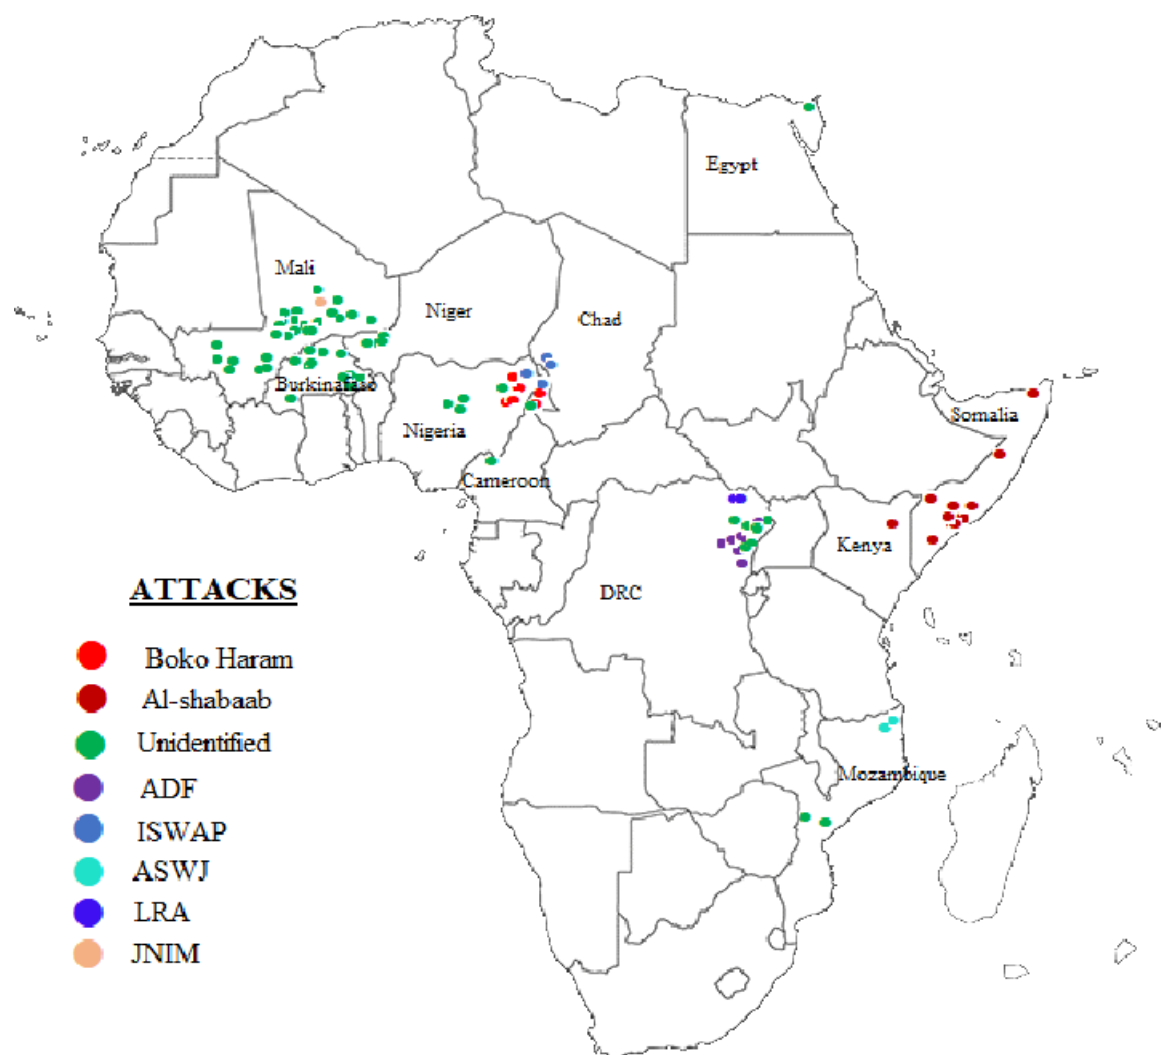 Egypt
Mali
Niger
Chad
Burkinafaso
Somalia
Nigeria
Cameroon
Kenya
DRC
Mozambique
ATTACKS
Boko Haram
Al-shabaab
Unidentified
ADF
ISWAP
ASWJ
LRA
JNIM